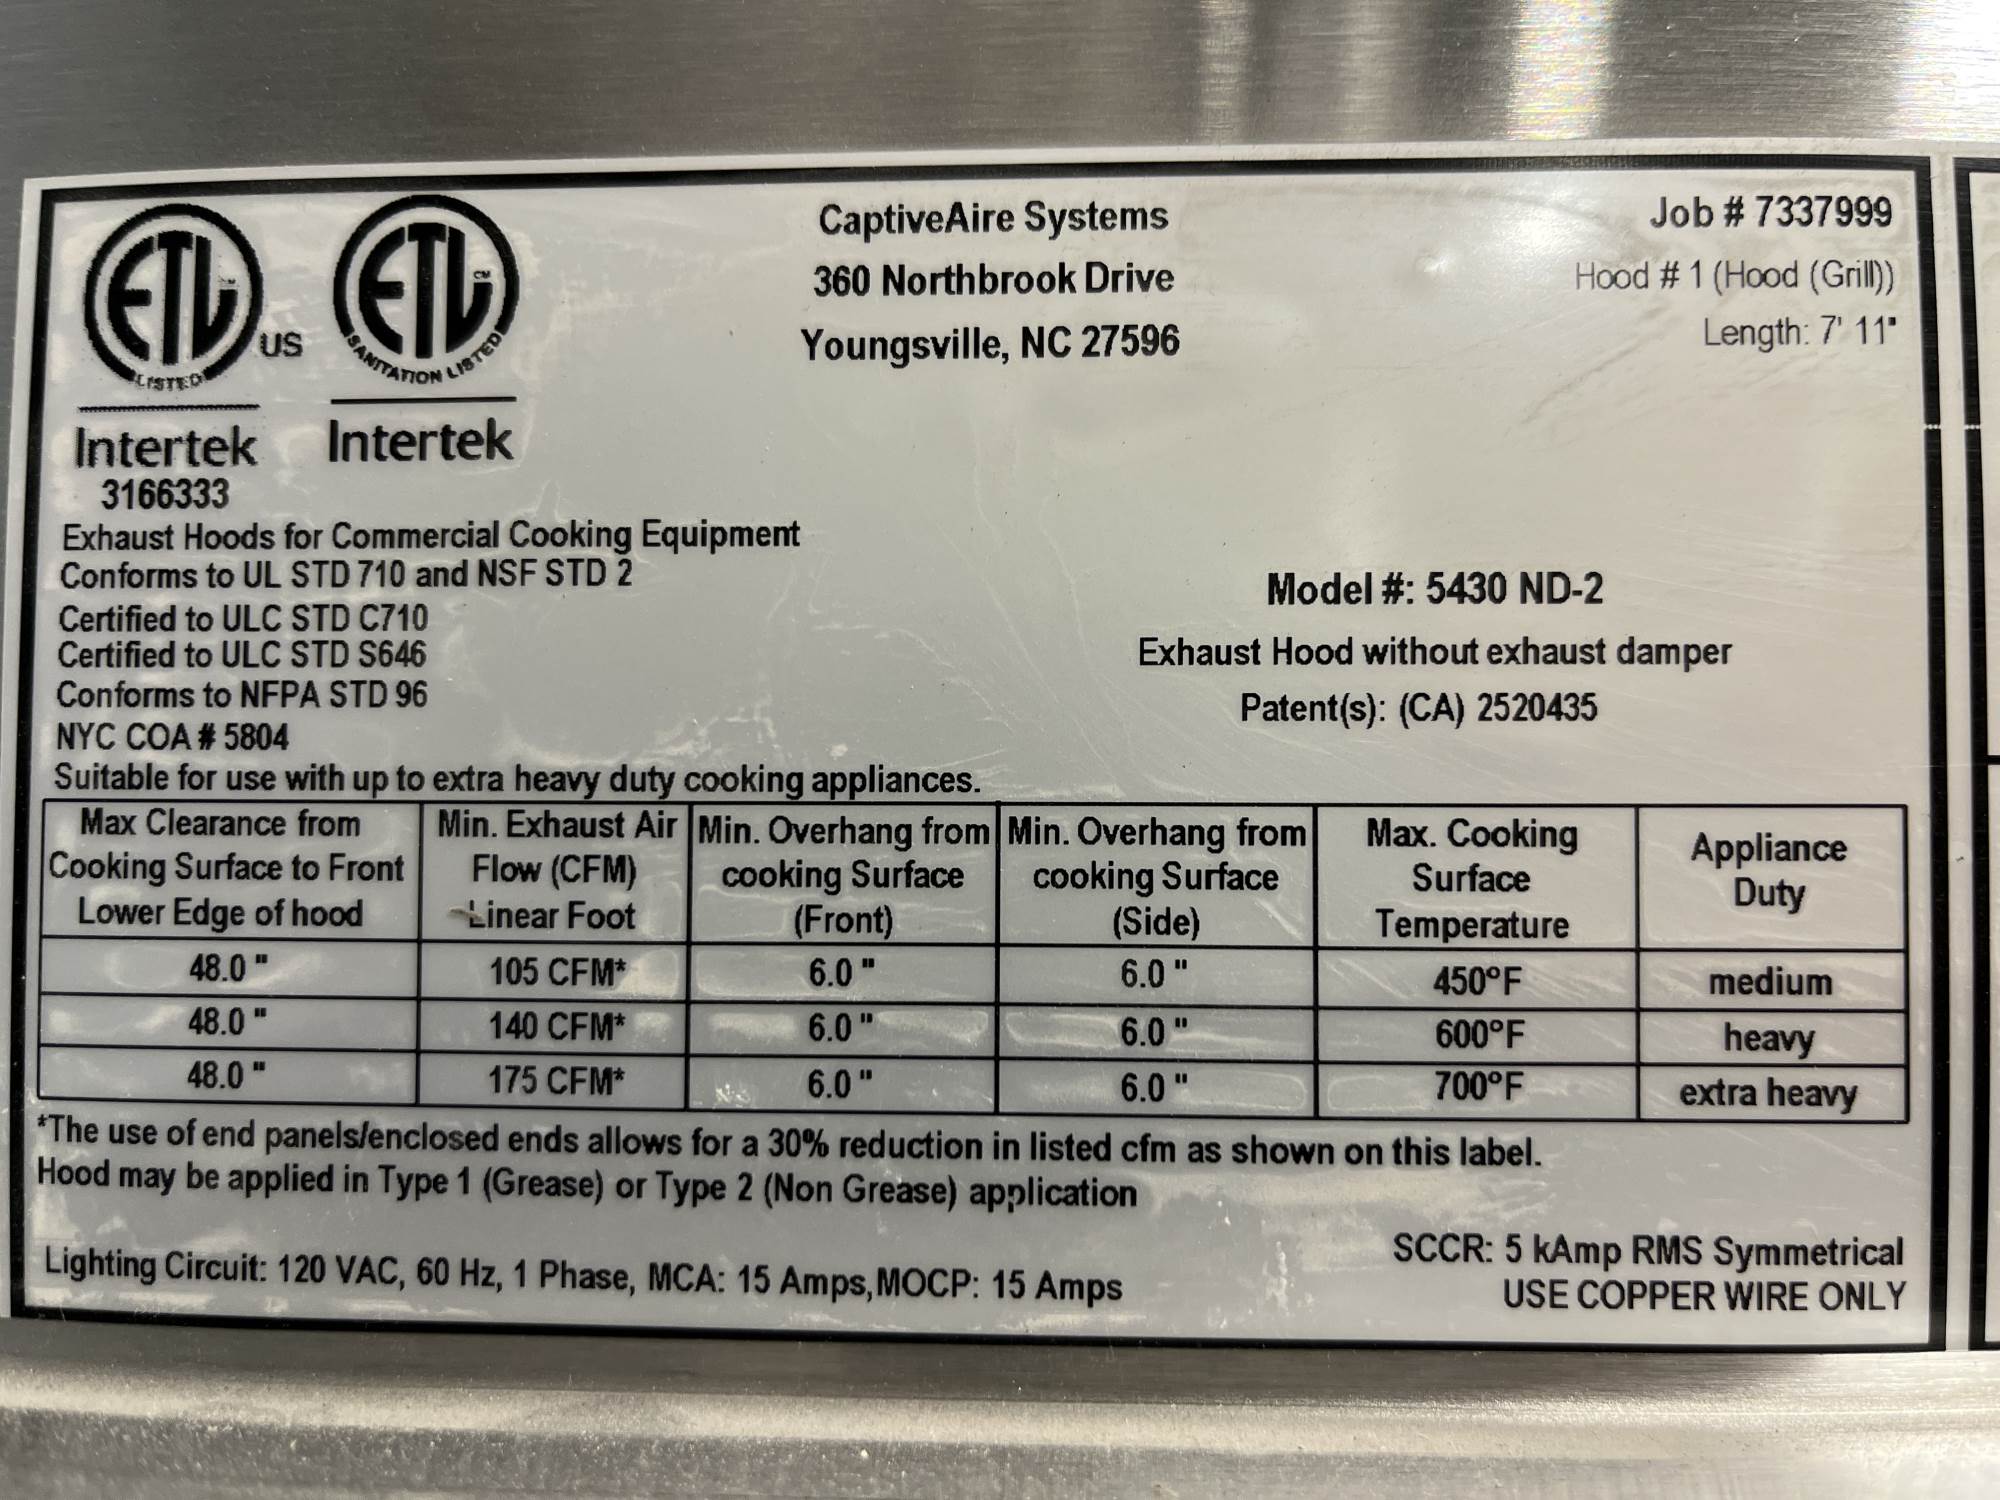 ETL
CM
LISTED
US
Intertek
3166333
ETL
CM
SANITATION LISTED
Intertek
CaptiveAire Systems
360 Northbrook Drive
Youngsville, NC 27596
Job # 7337999
Hood # 1 (Hood (Grill))
Length: 7' 11"
Exhaust Hoods for Commercial Cooking Equipment
Conforms to UL STD 710 and NSF STD 2
Certified to ULC STD C710
Certified to ULC STD S646
Conforms to NFPA STD 96
NYC COA # 5804
Model #: 5430 ND-2
Exhaust Hood without exhaust damper
Patent(s): (CA) 2520435
Suitable for use with up to extra heavy duty cooking appliances.
Max Clearance from
Cooking Surface to Front
Lower Edge of hood
Min. Exhaust Air
Flow (CFM)
Linear Foot
Min. Overhang from
cooking Surface
(Front)
Min. Overhang from
cooking Surface
(Side)
Max. Cooking
Surface
Temperature
Appliance
Duty
48.0 " 105 CFM* 6.0 " 6.0 " 450°F medium
48.0 " 140 CFM* 6.0 " 6.0 " 600°F heavy
48.0 " 175 CFM* 6.0 " 6.0 " 700°F extra heavy
*The use of end panels/enclosed ends allows for a 30% reduction in listed cfm as shown on this label.
Hood may be applied in Type 1 (Grease) or Type 2 (Non Grease) application
Lighting Circuit: 120 VAC, 60 Hz, 1 Phase, MCA: 15 Amps, MOCP: 15 Amps
SCCR: 5 kAmp RMS Symmetrical
USE COPPER WIRE ONLY